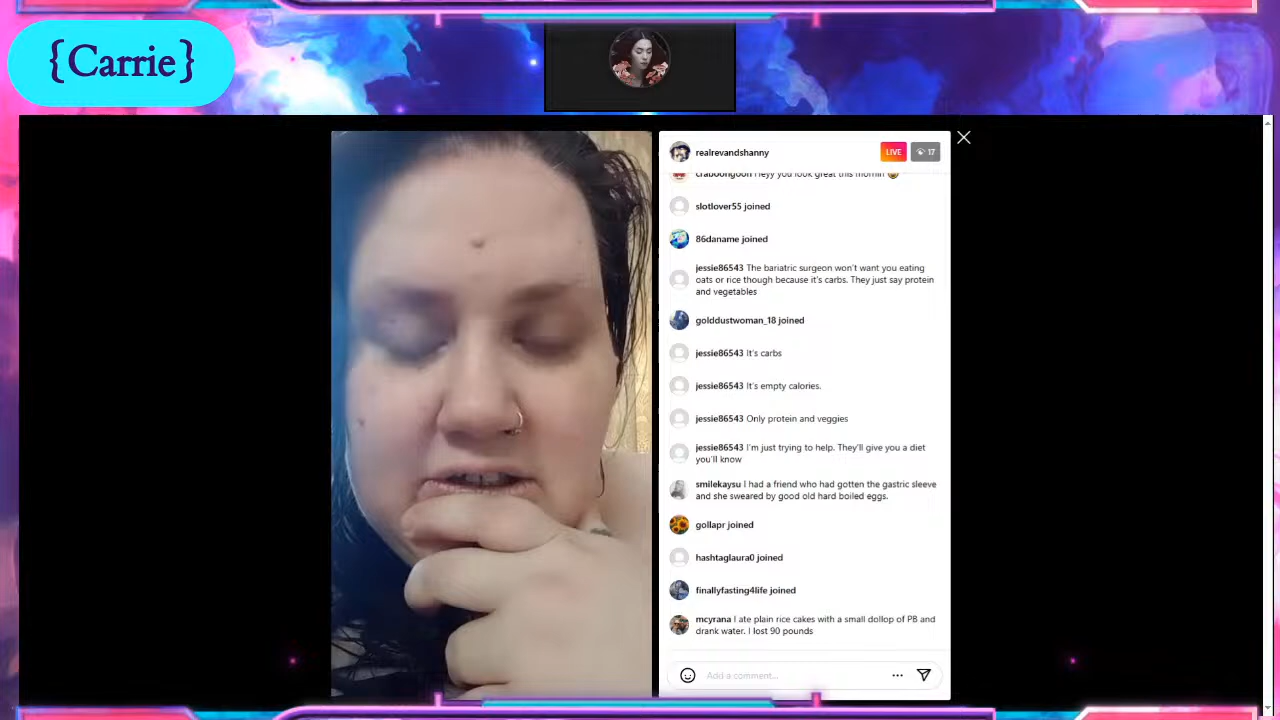 {Carrie}
realrevandshanny
LIVE
17
craboongoon Heyy you look great this mornin
slotlover55 joined
86daname joined
jessie86543 The bariatric surgeon won't want you eating
oats or rice though because it's carbs. They just say protein
and vegetables
golddustwoman_18 joined
jessie86543 It's carbs
jessie86543 It's empty calories.
jessie86543 Only protein and veggies
jessie86543 I'm just trying to help. They'll give you a diet
you'll know
smilekaysu I had a friend who had gotten the gastric sleeve
and she sweared by good old hard boiled eggs.
gollapr joined
hashtaglaura0 joined
finallyfasting4life joined
mcyrana I ate plain rice cakes with a small dollop of PB and
drank water. I lost 90 pounds
Add a comment...